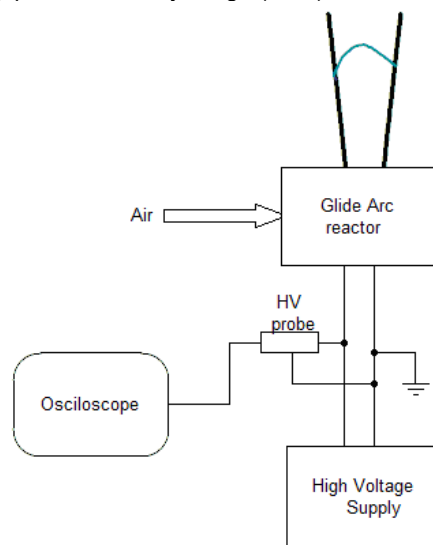 Glide Arc
reactor
Air
HV
probe
Osciloscope
High Voltage
Supply